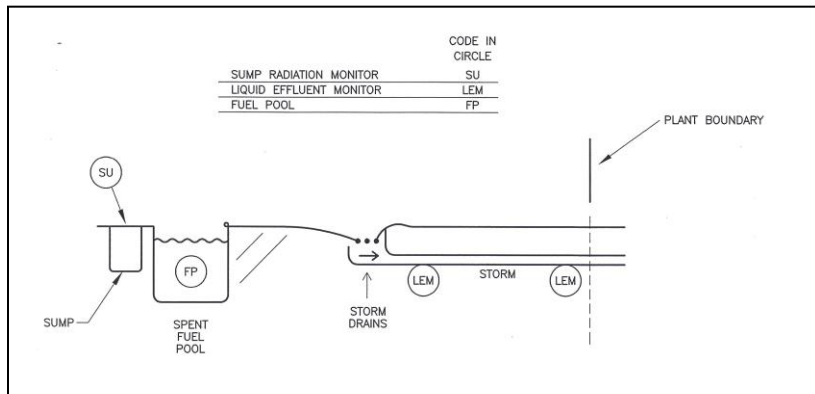 CODE IN
CIRCLE
SUMP RADIATION MONITOR SU
LIQUID EFFLUENT MONITOR LEM
FUEL POOL FP
PLANT BOUNDARY
SU
FP
LEM
STORM
LEM
SUMP
STORM
DRAINS
SPENT
FUEL
POOL